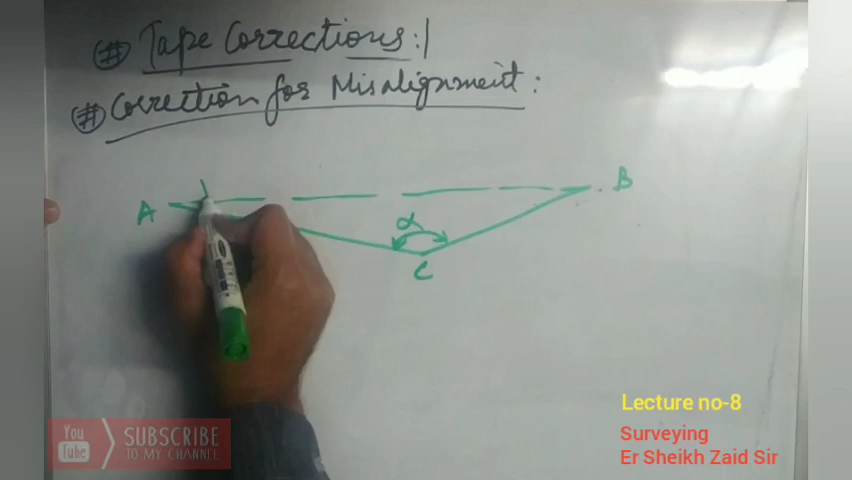 # Tape Corrections:|
# Correction for Misalignment:
A
B
α
C
Lecture no-8
Surveying
Er Sheikh Zaid Sir
You
Tube
SUBSCRIBE
TO MY CHANNEL